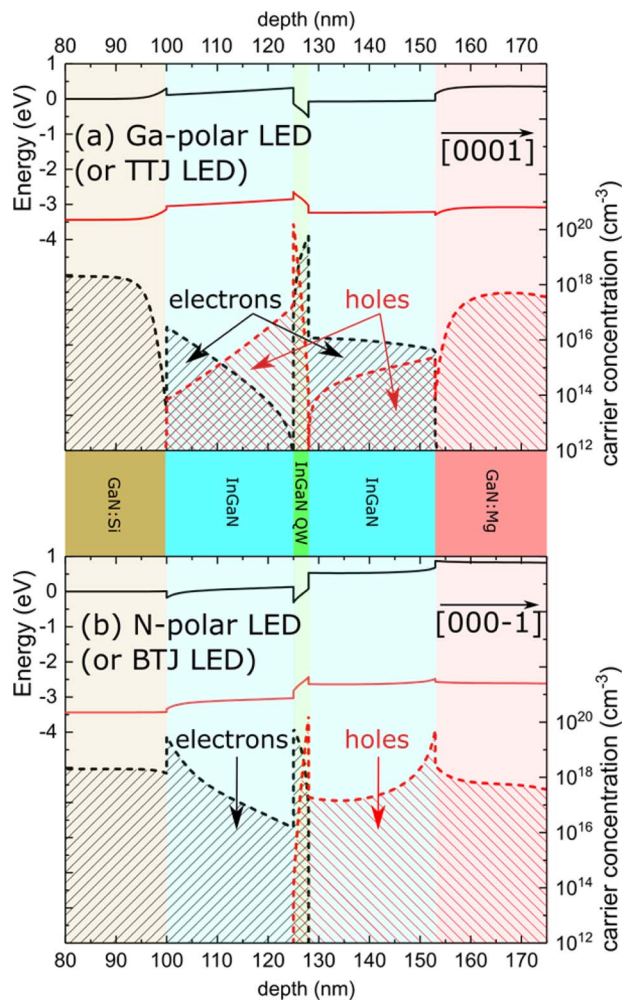 depth (nm)
80 90 100 110 120 130 140 150 160 170
1
0
-1
-2
-3
-4
Energy (eV)
(a) Ga-polar LED
(or TTJ LED)
[0001]
electrons
holes
10^20
10^18
10^16
10^14
10^12
carrier concentration (cm^-3)
GaN:Si
InGaN
InGaN QW
InGaN
GaN:Mg
1
0
-1
-2
-3
-4
Energy (eV)
(b) N-polar LED
(or BTJ LED)
[000-1]
electrons
holes
10^20
10^18
10^16
10^14
10^12
carrier concentration (cm^-3)
80 90 100 110 120 130 140 150 160 170
depth (nm)